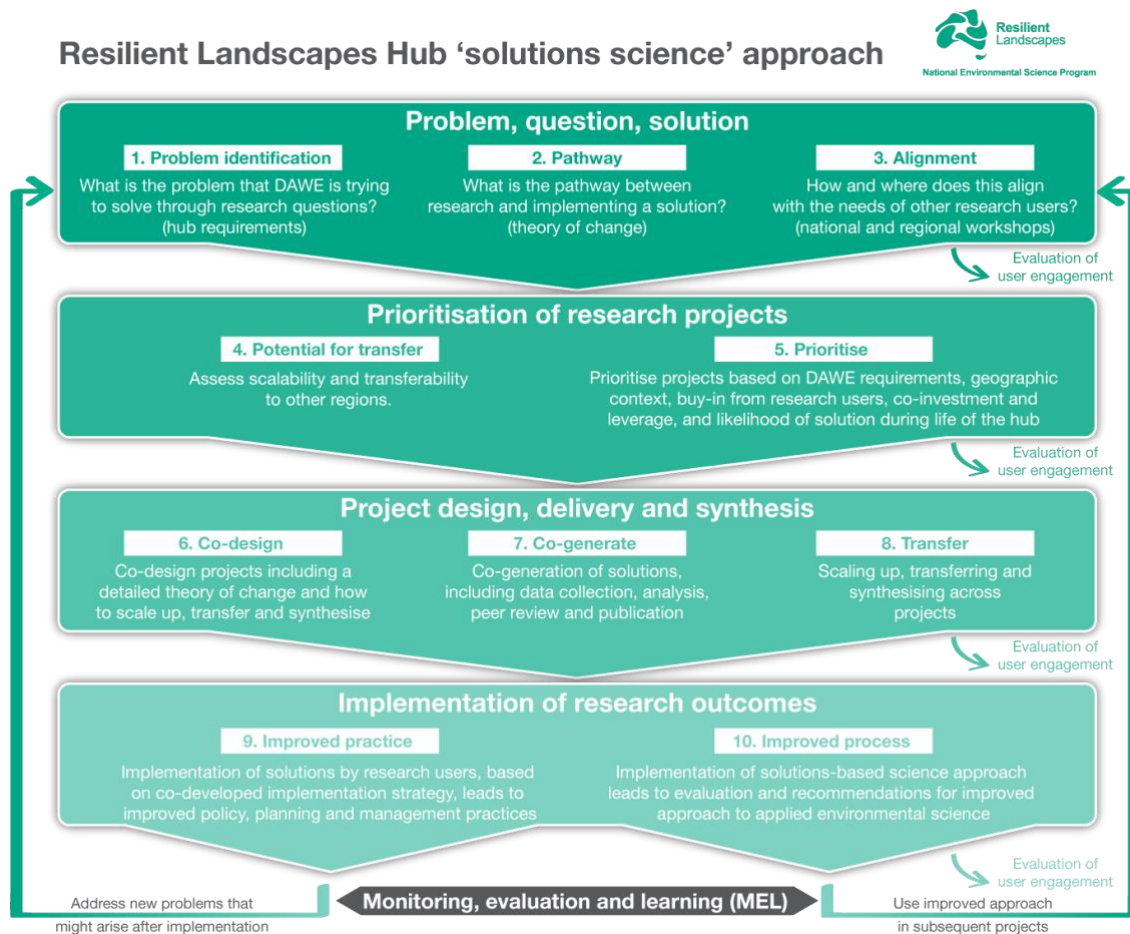 Resilient Landscapes Hub ‘solutions science’ approach
Resilient
Landscapes
National Environmental Science Program
Problem, question, solution
1. Problem identification
What is the problem that DAWE is trying
to solve through research questions?
(hub requirements)
2. Pathway
What is the pathway between
research and implementing a solution?
(theory of change)
3. Alignment
How and where does this align
with the needs of other research users?
(national and regional workshops)
Evaluation of
user engagement
Prioritisation of research projects
4. Potential for transfer
Assess scalability and transferability
to other regions.
5. Prioritise
Prioritise projects based on DAWE requirements, geographic
context, buy-in from research users, co-investment and
leverage, and likelihood of solution during life of the hub
Evaluation of
user engagement
Project design, delivery and synthesis
6. Co-design
Co-design projects including a
detailed theory of change and how
to scale up, transfer and synthesise
7. Co-generate
Co-generation of solutions,
including data collection, analysis,
peer review and publication
8. Transfer
Scaling up, transferring and
synthesising across
projects
Evaluation of
user engagement
Implementation of research outcomes
9. Improved practice
Implementation of solutions by research users, based
on co-developed implementation strategy, leads to
improved policy, planning and management practices
10. Improved process
Implementation of solutions-based science approach
leads to evaluation and recommendations for improved
approach to applied environmental science
Evaluation of
user engagement
Monitoring, evaluation and learning (MEL)
Address new problems that
might arise after implementation
Use improved approach
in subsequent projects